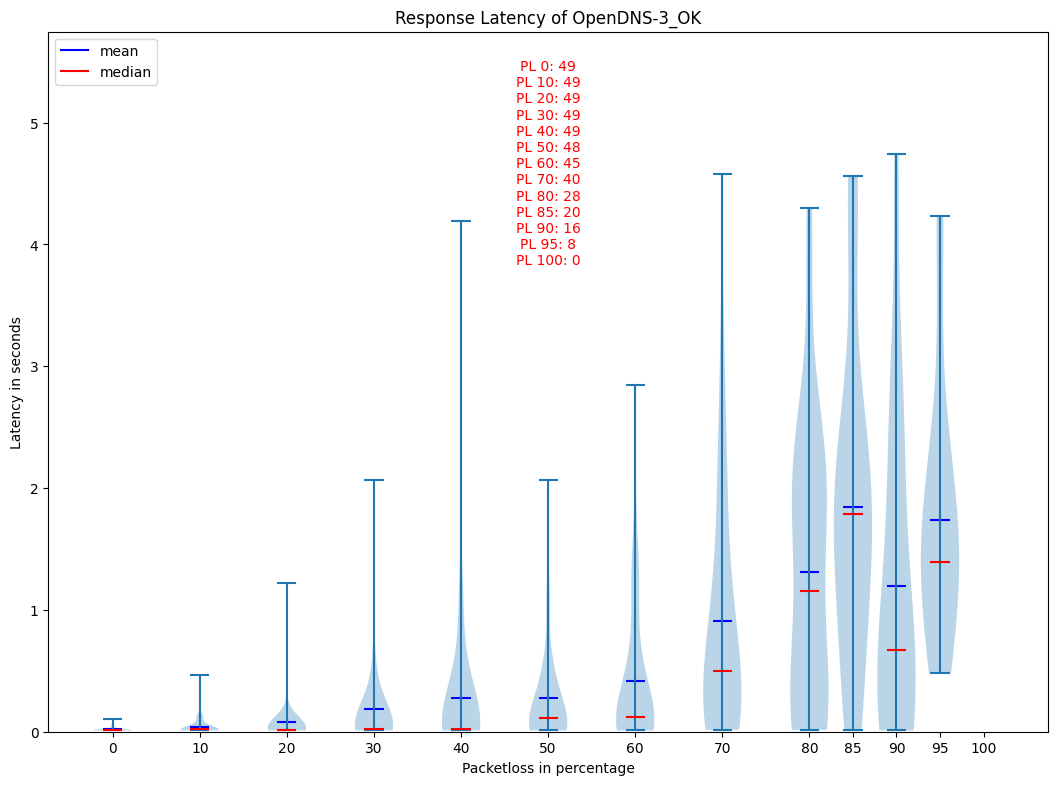 Response Latency of OpenDNS-3_OK
mean
median
PL 0: 49
PL 10: 49
PL 20: 49
PL 30: 49
PL 40: 49
PL 50: 48
PL 60: 45
PL 70: 40
PL 80: 28
PL 85: 20
PL 90: 16
PL 95: 8
PL 100: 0
Latency in seconds
5
4
3
2
1
0
0 10 20 30 40 50 60 70 80 85 90 95 100
Packetloss in percentage